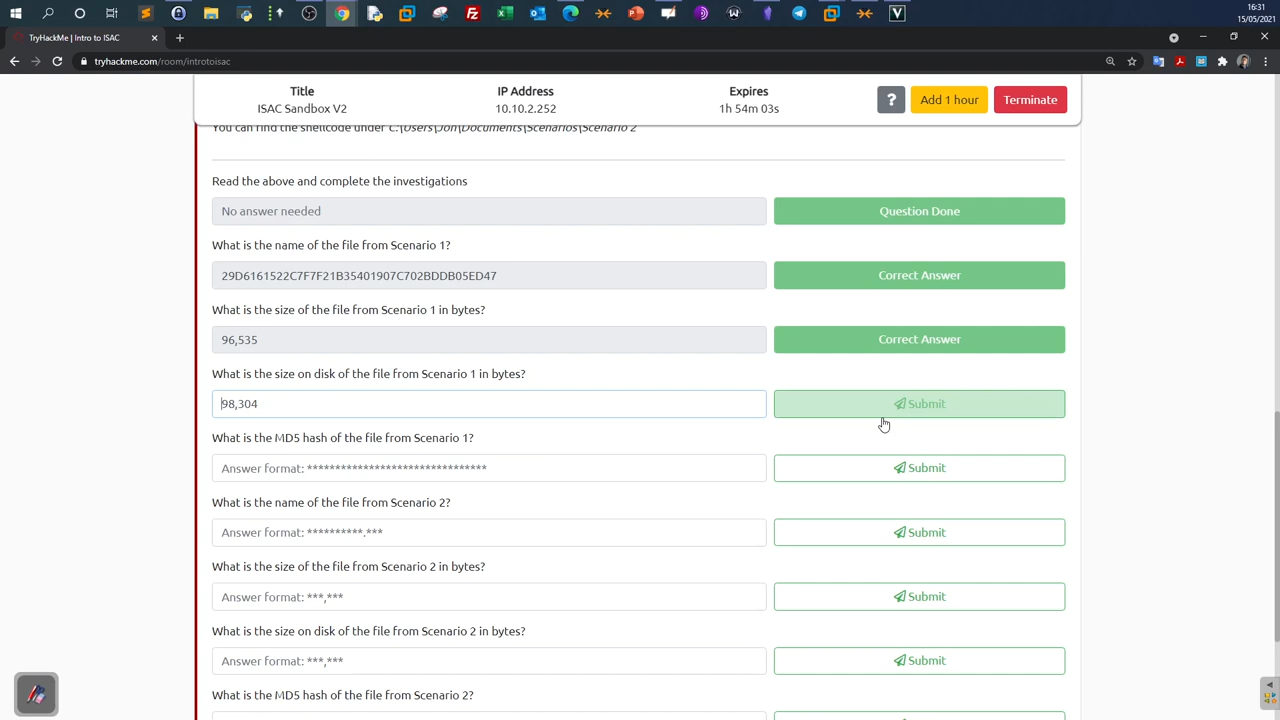 16:31
15/05/2021
TryHackMe | Intro to ISAC
tryhackme.com/room/introtoisac
Title
IP Address
Expires
ISAC Sandbox V2
10.10.2.252
1h 54m 03s
?
Add 1 hour
Terminate
You can find the shellcode under C:\Users\Jon\Documents\Scenarios\Scenario 2
Read the above and complete the investigations
No answer needed
Question Done
What is the name of the file from Scenario 1?
29D6161522C7F7F21B35401907C702BDDB05ED47
Correct Answer
What is the size of the file from Scenario 1 in bytes?
96,535
Correct Answer
What is the size on disk of the file from Scenario 1 in bytes?
98,304
Submit
What is the MD5 hash of the file from Scenario 1?
Answer format: ********************************
Submit
What is the name of the file from Scenario 2?
Answer format: **********.***
Submit
What is the size of the file from Scenario 2 in bytes?
Answer format: ***,***
Submit
What is the size on disk of the file from Scenario 2 in bytes?
Answer format: ***,***
Submit
What is the MD5 hash of the file from Scenario 2?